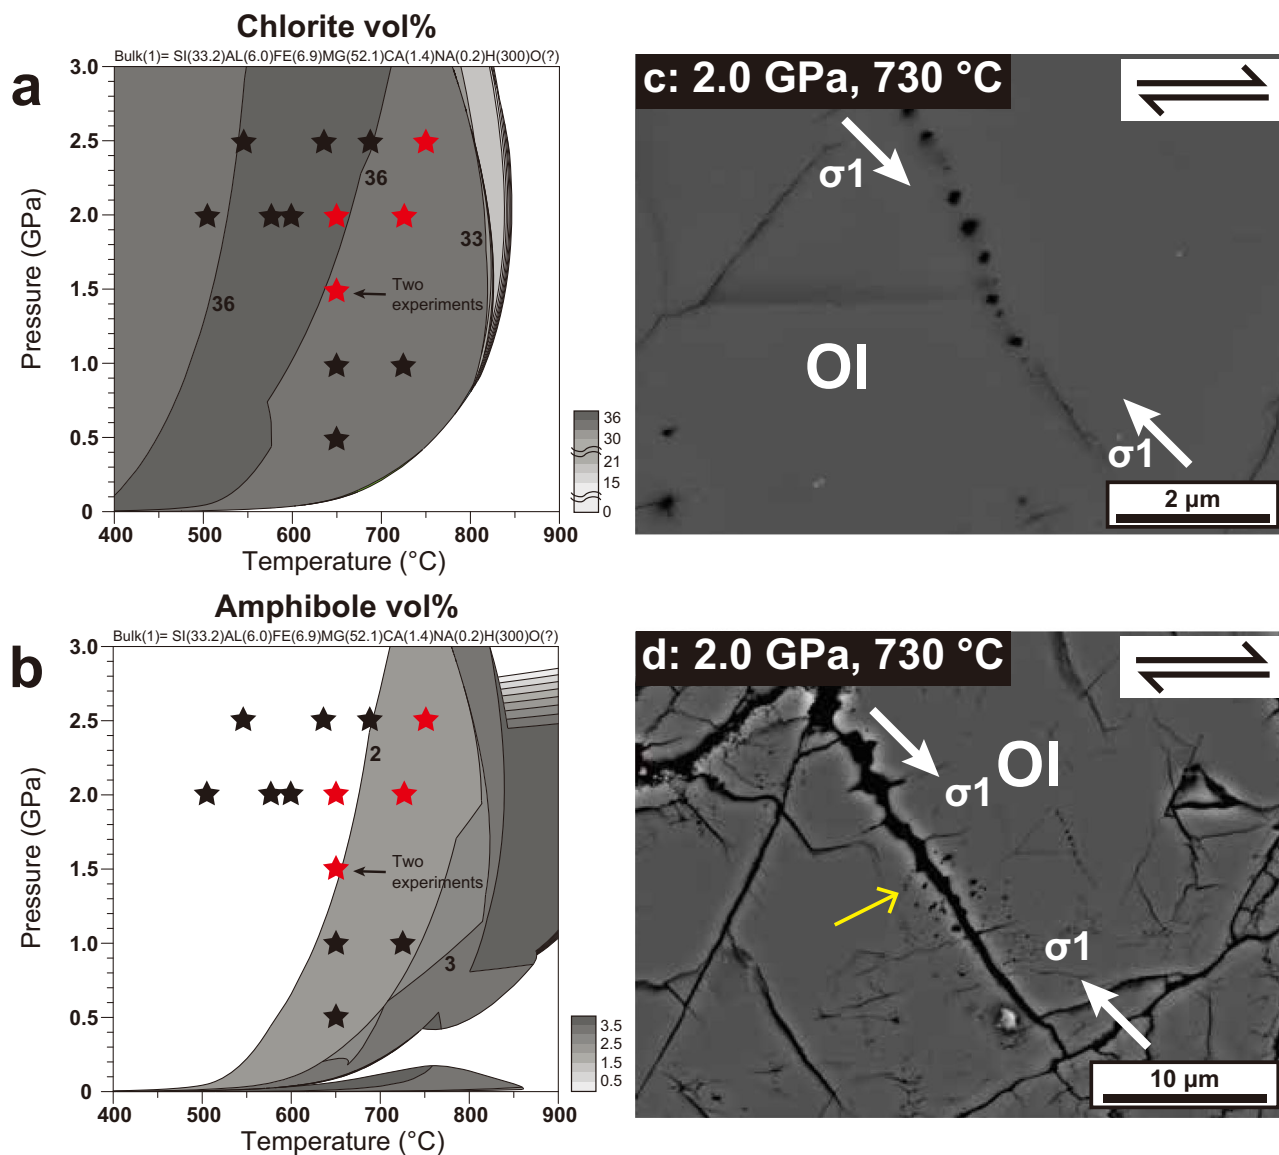 Chlorite vol%
Bulk(1)= SI(33.2)AL(6.0)FE(6.9)MG(52.1)CA(1.4)NA(0.2)H(300)O(?)
a
3.0
2.5
2.0
1.5
1.0
0.5
0
Pressure (GPa)
36
36
33
Two
experiments
36
30
21
15
0
400 500 600 700 800 900
Temperature (°C)
c: 2.0 GPa, 730 °C
σ1
Ol
σ1
2 µm
Amphibole vol%
Bulk(1)= SI(33.2)AL(6.0)FE(6.9)MG(52.1)CA(1.4)NA(0.2)H(300)O(?)
b
3.0
2.5
2.0
1.5
1.0
0.5
0
Pressure (GPa)
2
Two
experiments
3
3.5
2.5
1.5
0.5
400 500 600 700 800 900
Temperature (°C)
d: 2.0 GPa, 730 °C
σ1
Ol
σ1
10 µm